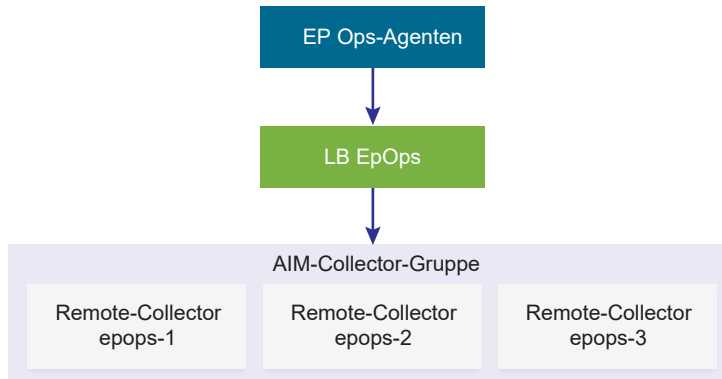 EP Ops-Agenten
LB EpOps
AIM-Collector-Gruppe
Remote-Collector
epops-1
Remote-Collector
epops-2
Remote-Collector
epops-3